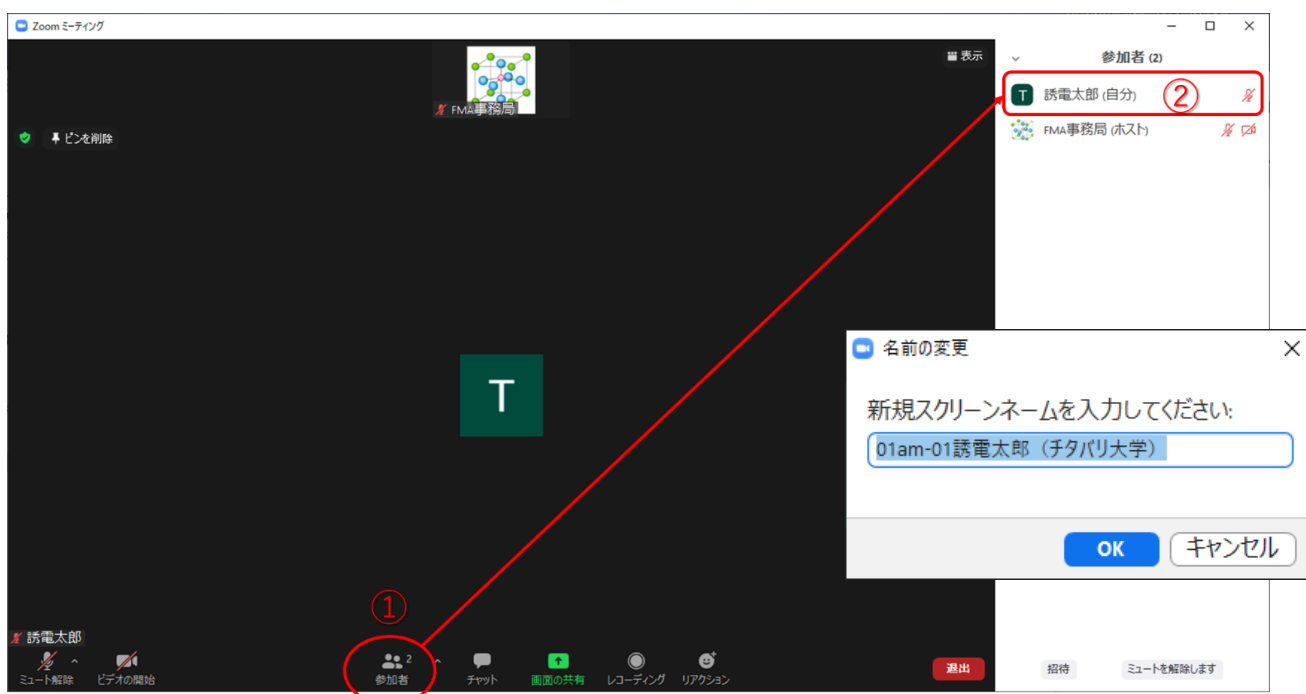 Zoom ミーティング
表示
FMA事務局
ピンを削除
参加者 (2)
T 誘電太郎 (自分) ②
FMA事務局 (ホスト)
T
名前の変更
新規スクリーンネームを入力してください:
01am-01誘電太郎（チタバリ大学）
OK キャンセル
①
誘電太郎
ミュート解除 ビデオの開始 参加者 2 チャット 画面の共有 レコーディング リアクション 退出
招待 ミュートを解除します